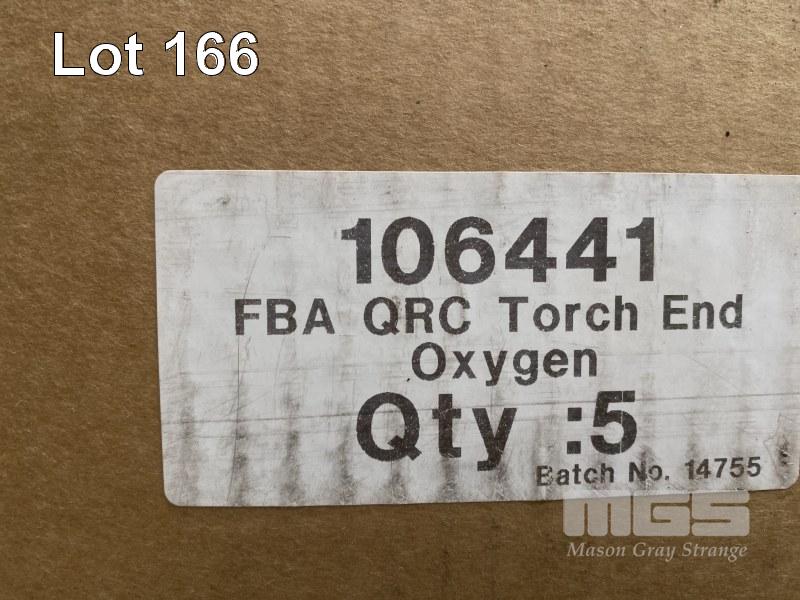 Lot 166
106441
FBA QRC Torch End
Oxygen
Qty :5
Batch No. 14755
MGS
Mason Gray Strange